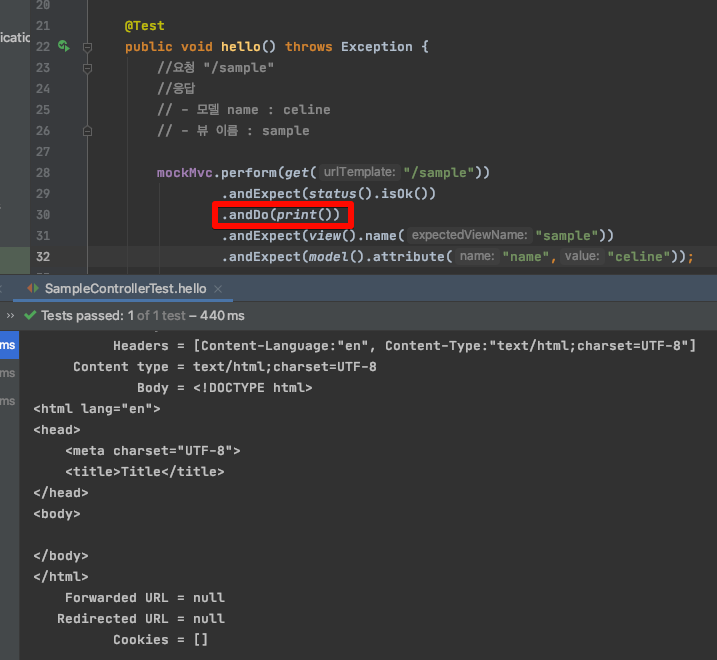 20
21 @Test
icatic 22 public void hello() throws Exception {
23 //요청 "/sample"
24 //응답
25 // - 모델 name : celine
26 // - 뷰 이름 : sample
27
28 mockMvc.perform(get( urlTemplate: "/sample"))
29 .andExpect(status().isOk())
30 .andDo(print())
31 .andExpect(view().name( expectedViewName: "sample"))
32 .andExpect(model().attribute( name: "name", value: "celine"));
SampleControllerTest.hello ×
» Tests passed: 1 of 1 test – 440 ms
ms Headers = [Content-Language:"en", Content-Type:"text/html;charset=UTF-8"]
ms Content type = text/html;charset=UTF-8
ms Body = <!DOCTYPE html>
<html lang="en">
<head>
<meta charset="UTF-8">
<title>Title</title>
</head>
<body>
</body>
</html>
Forwarded URL = null
Redirected URL = null
Cookies = []